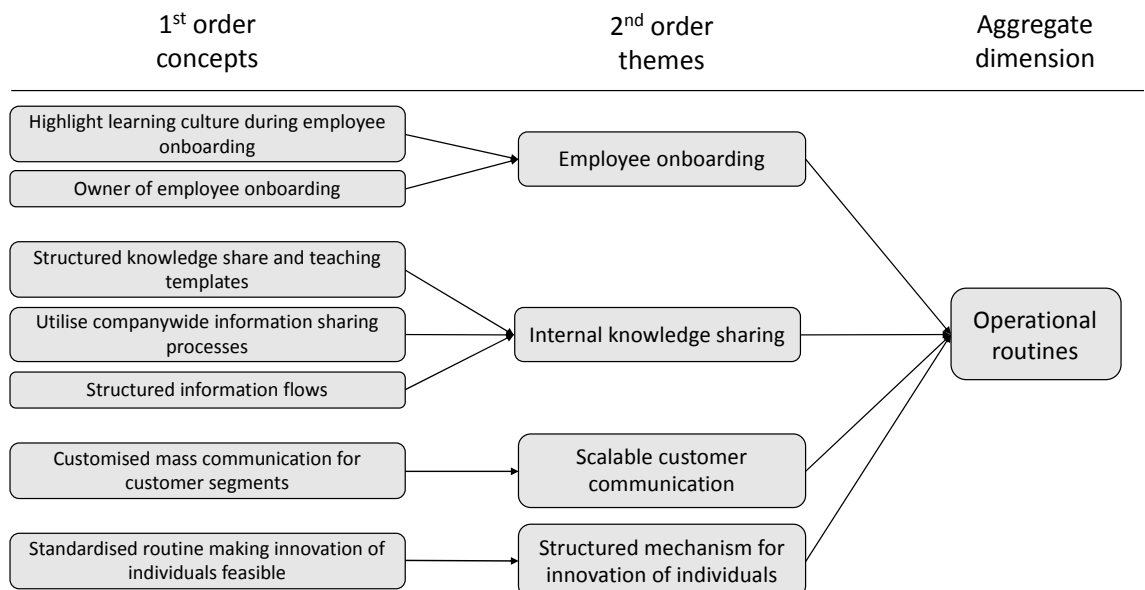 1st order
concepts
2nd order
themes
Aggregate
dimension
Highlight learning culture during employee
onboarding
Owner of employee onboarding
Employee onboarding
Structured knowledge share and teaching
templates
Utilise companywide information sharing
processes
Structured information flows
Internal knowledge sharing
Operational
routines
Customised mass communication for
customer segments
Scalable customer
communication
Standardised routine making innovation of
individuals feasible
Structured mechanism for
innovation of individuals